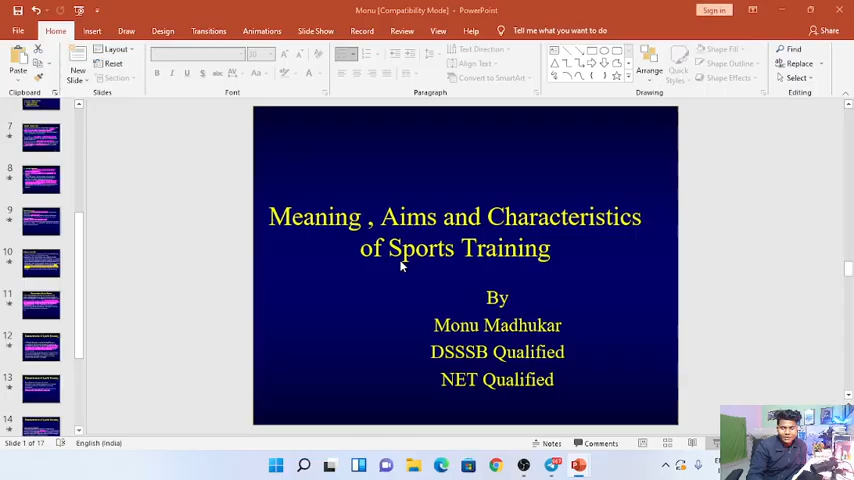 Monu [Compatibility Mode] - PowerPoint
Sign in
File Home Insert Draw Design Transitions Animations Slide Show Record Review View Help Tell me what you want to do Share
Paste
New Slide
Layout
Reset
Section
30
Text Direction
Align Text
Convert to SmartArt
Arrange
Quick Styles
Shape Fill
Shape Outline
Shape Effects
Find
Replace
Select
Clipboard Slides Font Paragraph Drawing Editing
7
8
9
10
11
12
13
14
Meaning , Aims and Characteristics
of Sports Training
By
Monu Madhukar
DSSSB Qualified
NET Qualified
Slide 1 of 17 English (India) Notes Comments